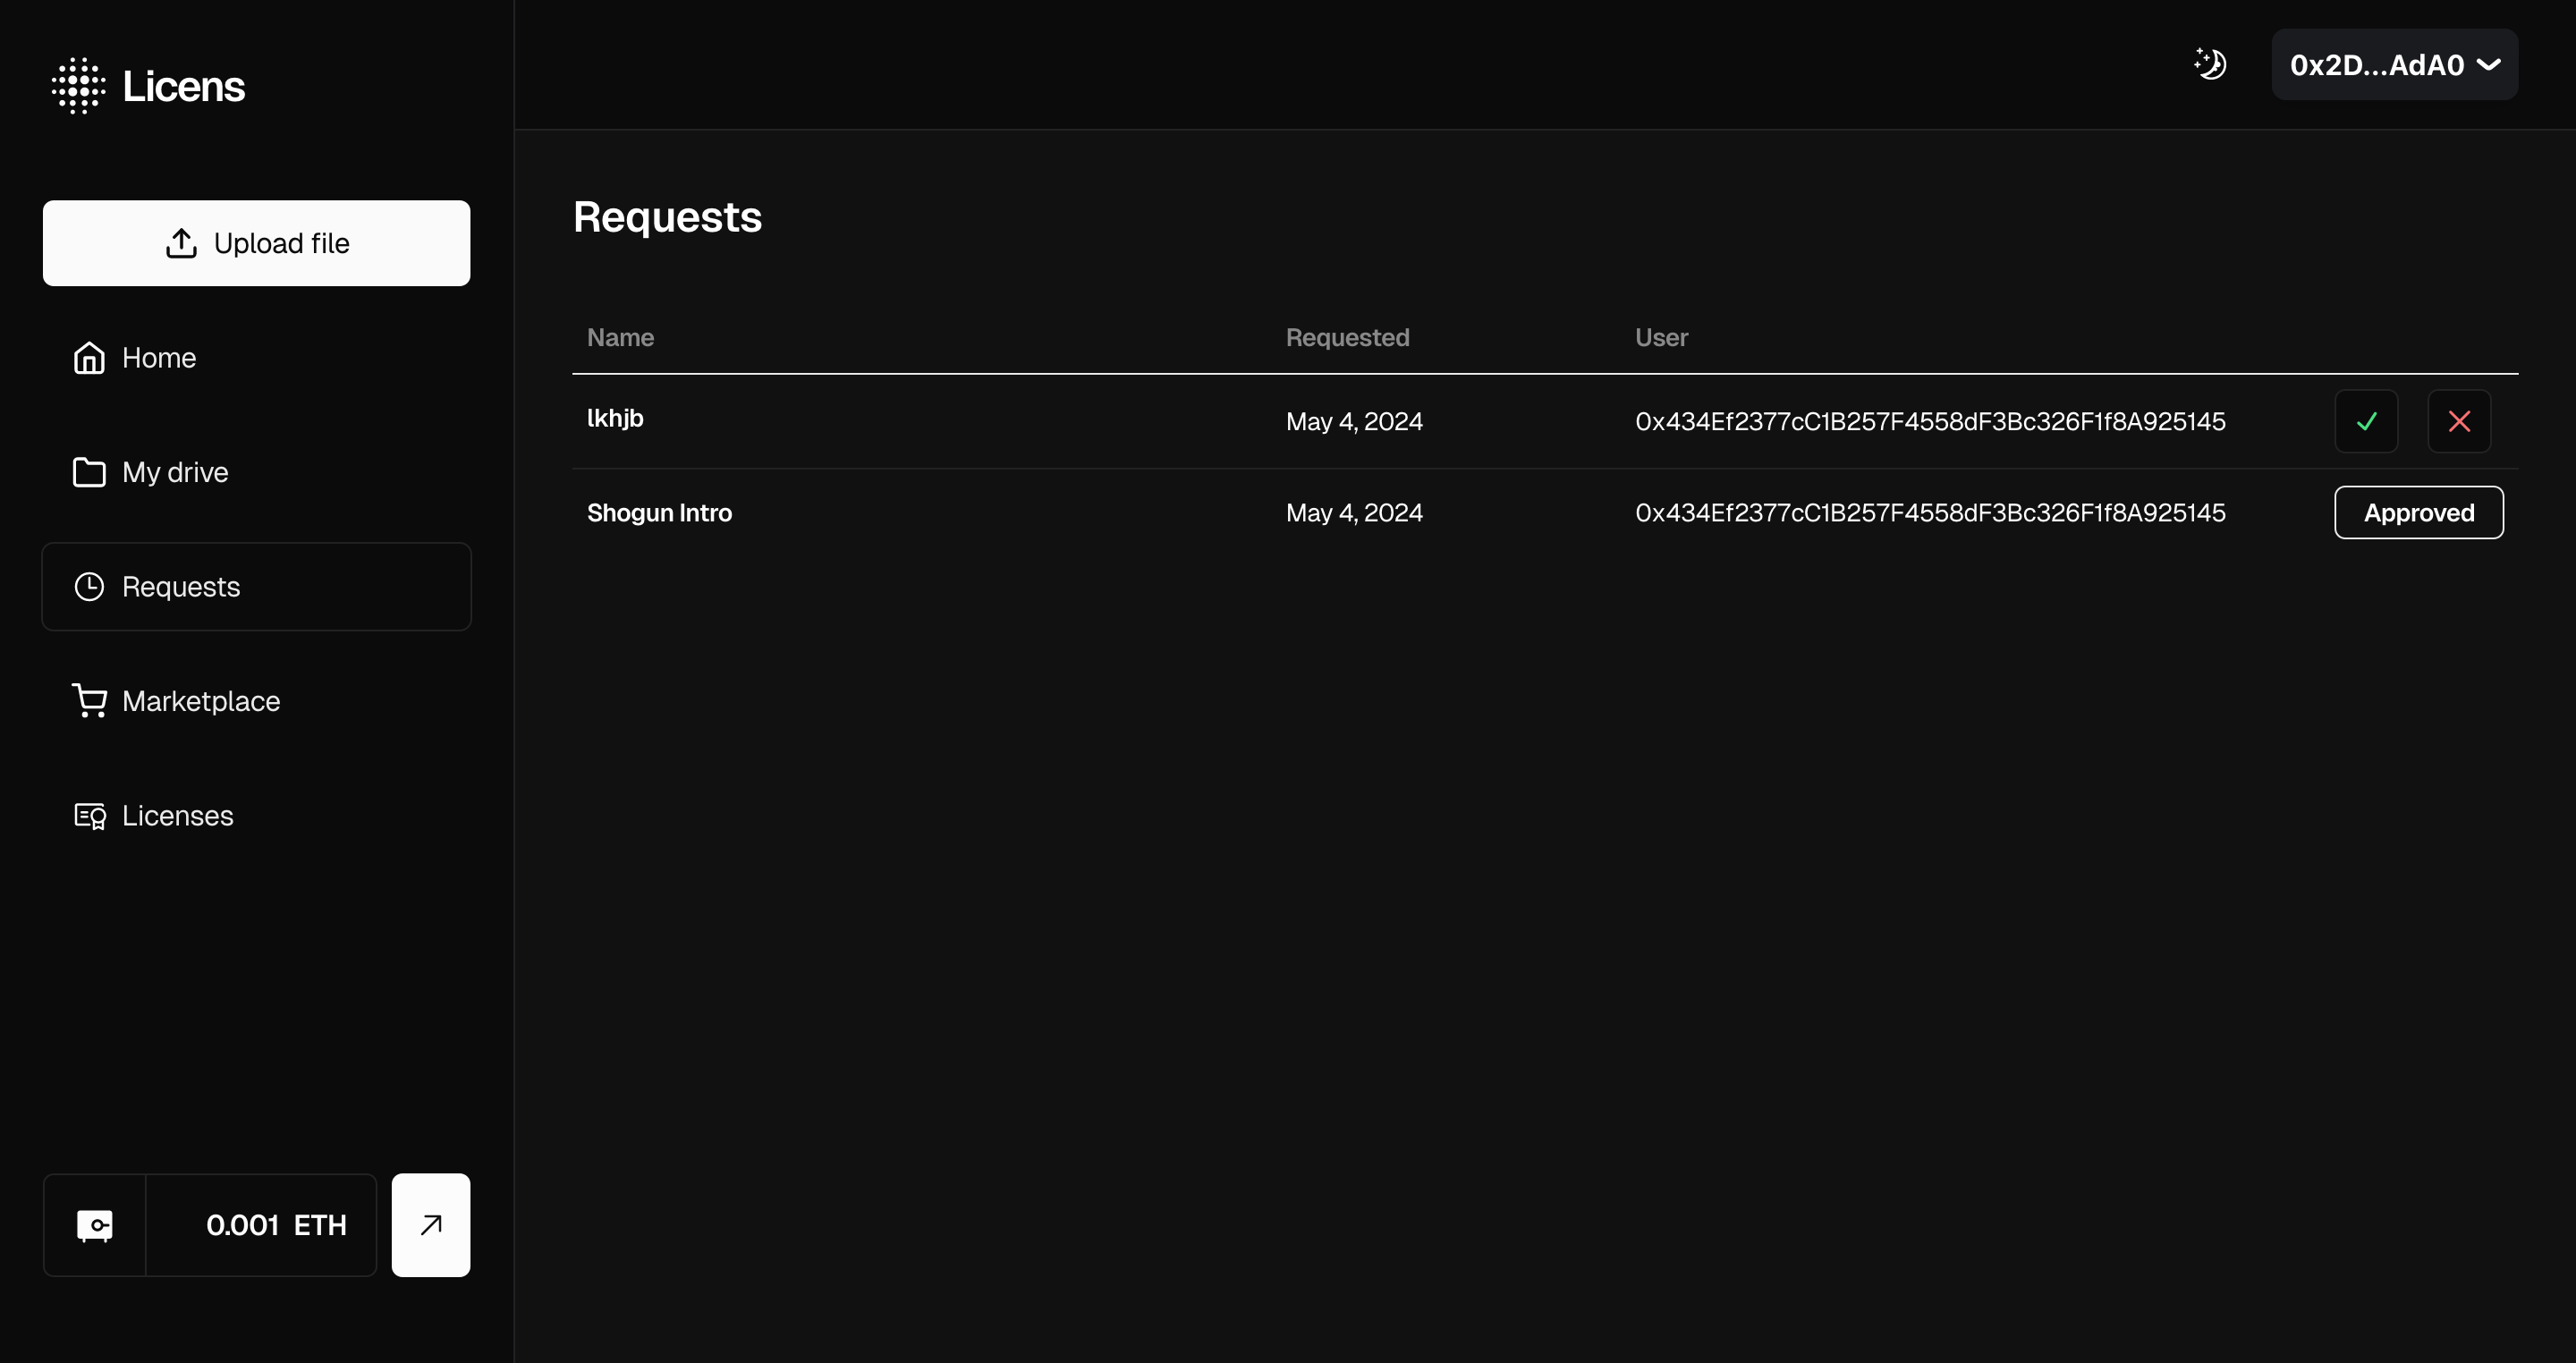 Licens
0x2D...AdA0
Upload file
Home
My drive
Requests
Marketplace
Licenses
0.001 ETH
Requests
Name Requested User
lkhjb May 4, 2024 0x434Ef2377cC1B257F4558dF3Bc326F1f8A925145
Shogun Intro May 4, 2024 0x434Ef2377cC1B257F4558dF3Bc326F1f8A925145 Approved